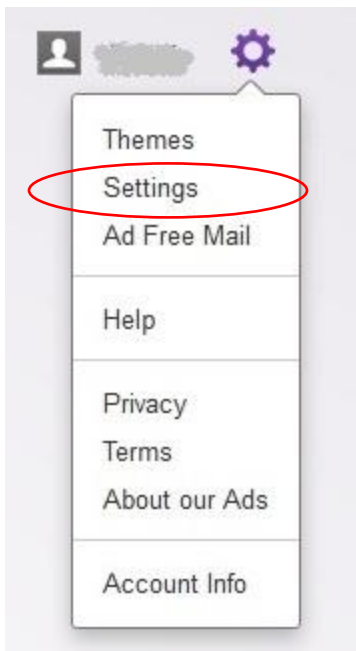 Themes
Settings
Ad Free Mail
Help
Privacy
Terms
About our Ads
Account Info